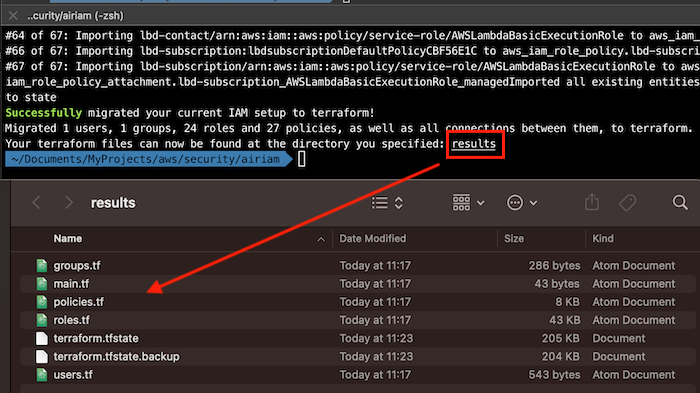 ..curity/airiam (-zsh)
#64 of 67: Importing lbd-contact/arn:aws:iam::aws:policy/service-role/AWSLambdaBasicExecutionRole to aws_iam_
#66 of 67: Importing lbd-subscription:lbdsubscriptionDefaultPolicyCBF56E1C to aws_iam_role_policy.lbd-subscri
#67 of 67: Importing lbd-subscription/arn:aws:iam::aws:policy/service-role/AWSLambdaBasicExecutionRole to aws
iam_role_policy_attachment.lbd-subscription_AWSLambdaBasicExecutionRole_managedImported all existing entities
to state
Successfully migrated your current IAM setup to terraform!
Migrated 1 users, 1 groups, 24 roles and 27 policies, as well as all connections between them, to terraform.
Your terraform files can now be found at the directory you specified: results
~/Documents/MyProjects/aws/security/airiam
results
Name Date Modified Size Kind
groups.tf Today at 11:17 286 bytes Atom Document
main.tf Today at 11:17 43 bytes Atom Document
policies.tf Today at 11:17 8 KB Atom Document
roles.tf Today at 11:17 43 KB Atom Document
terraform.tfstate Today at 11:23 205 KB Document
terraform.tfstate.backup Today at 11:23 204 KB Document
users.tf Today at 11:17 543 bytes Atom Document